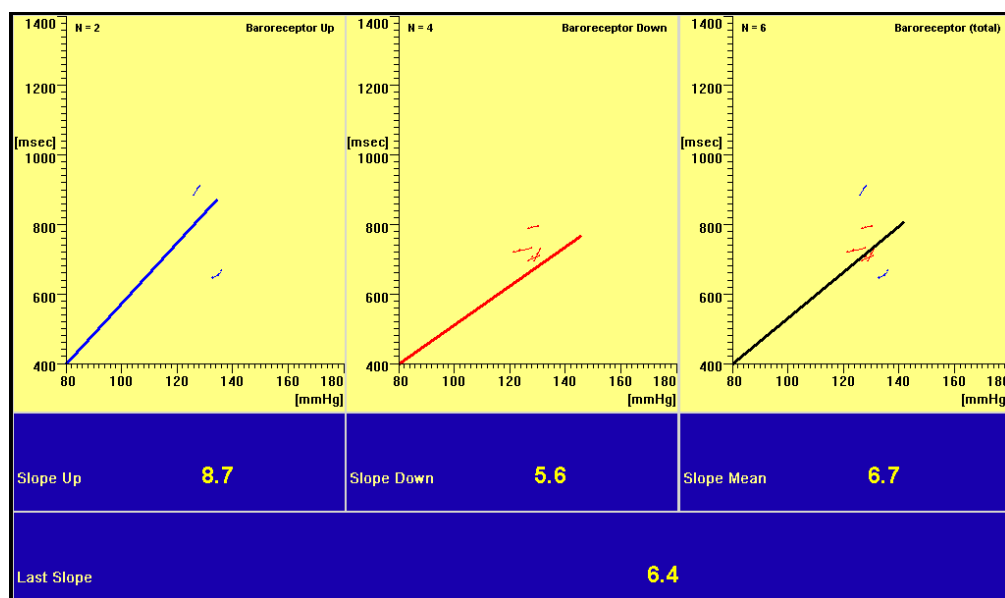 1400
N = 2
Baroreceptor Up
1200
[msec]
1000
800
600
400
80
100
120
140
160
180
[mmHg]
1400
N = 4
Baroreceptor Down
1200
[msec]
1000
800
600
400
80
100
120
140
160
180
[mmHg]
1400
N = 6
Baroreceptor (total)
1200
[msec]
1000
800
600
400
80
100
120
140
160
180
[mmHg]
Slope Up 8.7
Slope Down 5.6
Slope Mean 6.7
Last Slope 6.4